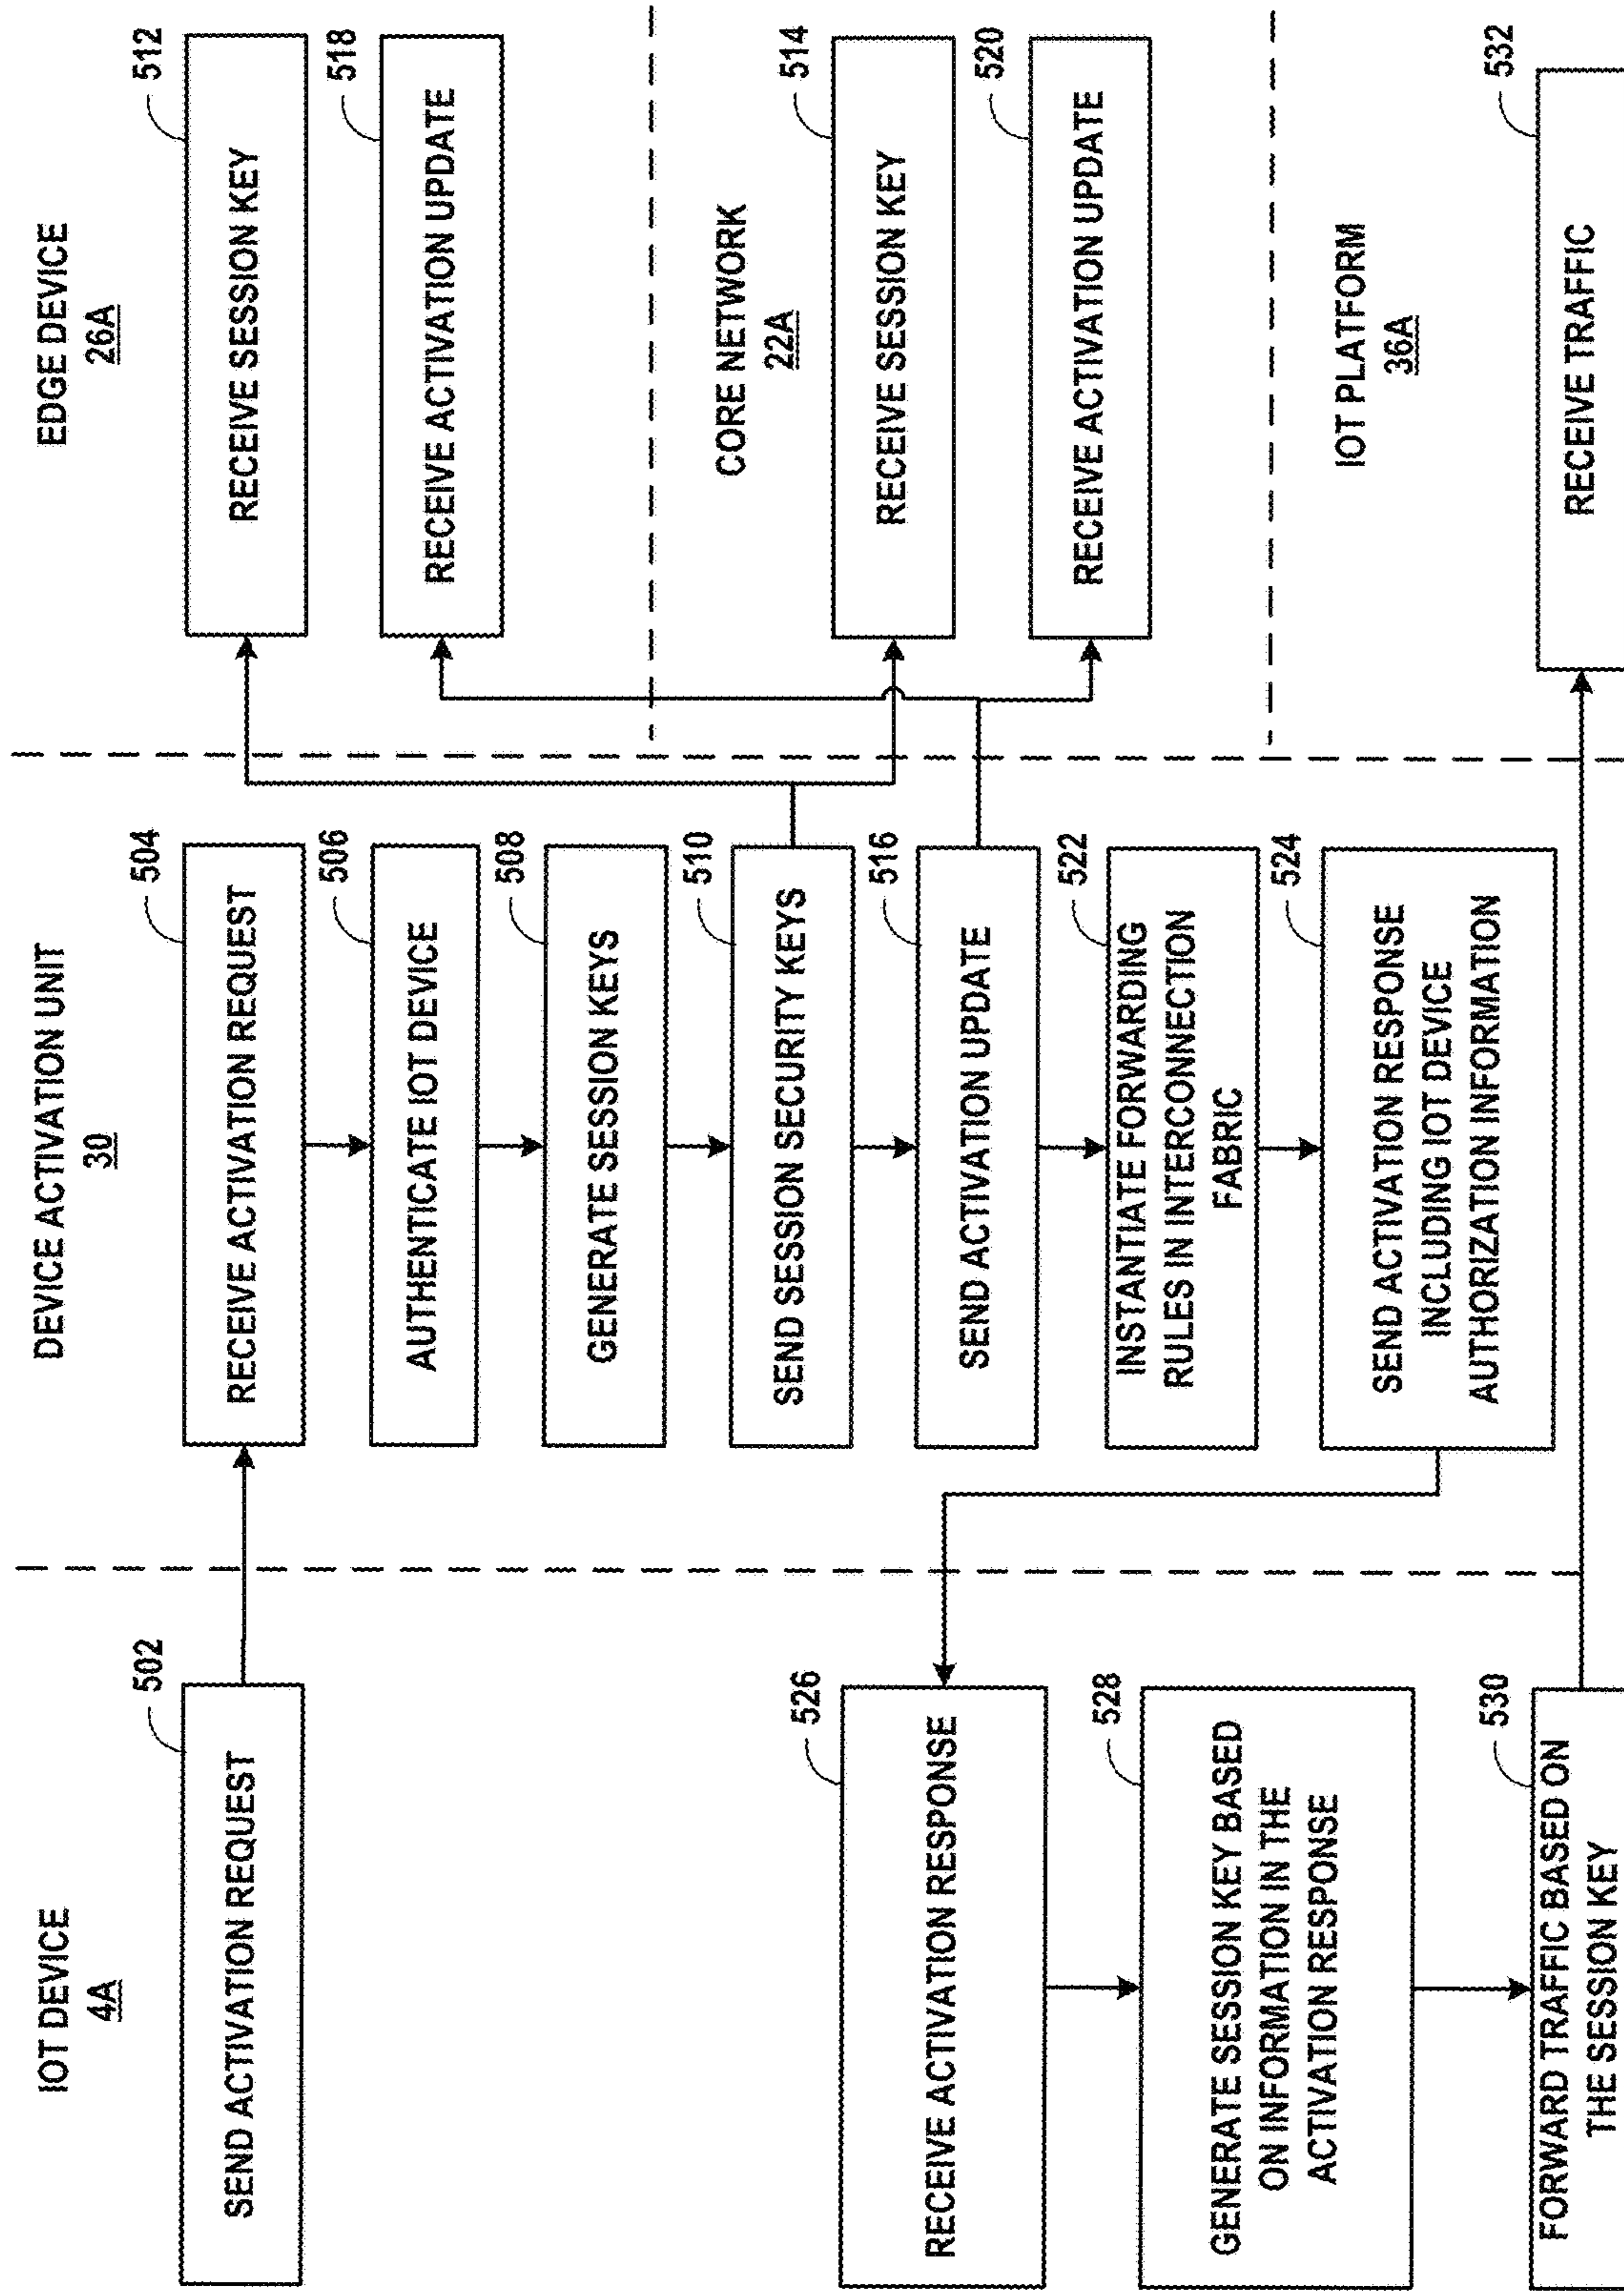 IOT DEVICE
4A
502
SEND ACTIVATION REQUEST
526
RECEIVE ACTIVATION RESPONSE
528
GENERATE SESSION KEY BASED
ON INFORMATION IN THE
ACTIVATION RESPONSE
530
FORWARD TRAFFIC BASED ON
THE SESSION KEY
DEVICE ACTIVATION UNIT
30
504
RECEIVE ACTIVATION REQUEST
506
AUTHENTICATE IOT DEVICE
508
GENERATE SESSION KEYS
510
SEND SESSION SECURITY KEYS
516
SEND ACTIVATION UPDATE
522
INSTANTIATE FORWARDING
RULES IN INTERCONNECTION
FABRIC
524
SEND ACTIVATION RESPONSE
INCLUDING IOT DEVICE
AUTHORIZATION INFORMATION
EDGE DEVICE
26A
512
RECEIVE SESSION KEY
518
RECEIVE ACTIVATION UPDATE
CORE NETWORK
22A
514
RECEIVE SESSION KEY
520
RECEIVE ACTIVATION UPDATE
IOT PLATFORM
36A
532
RECEIVE TRAFFIC